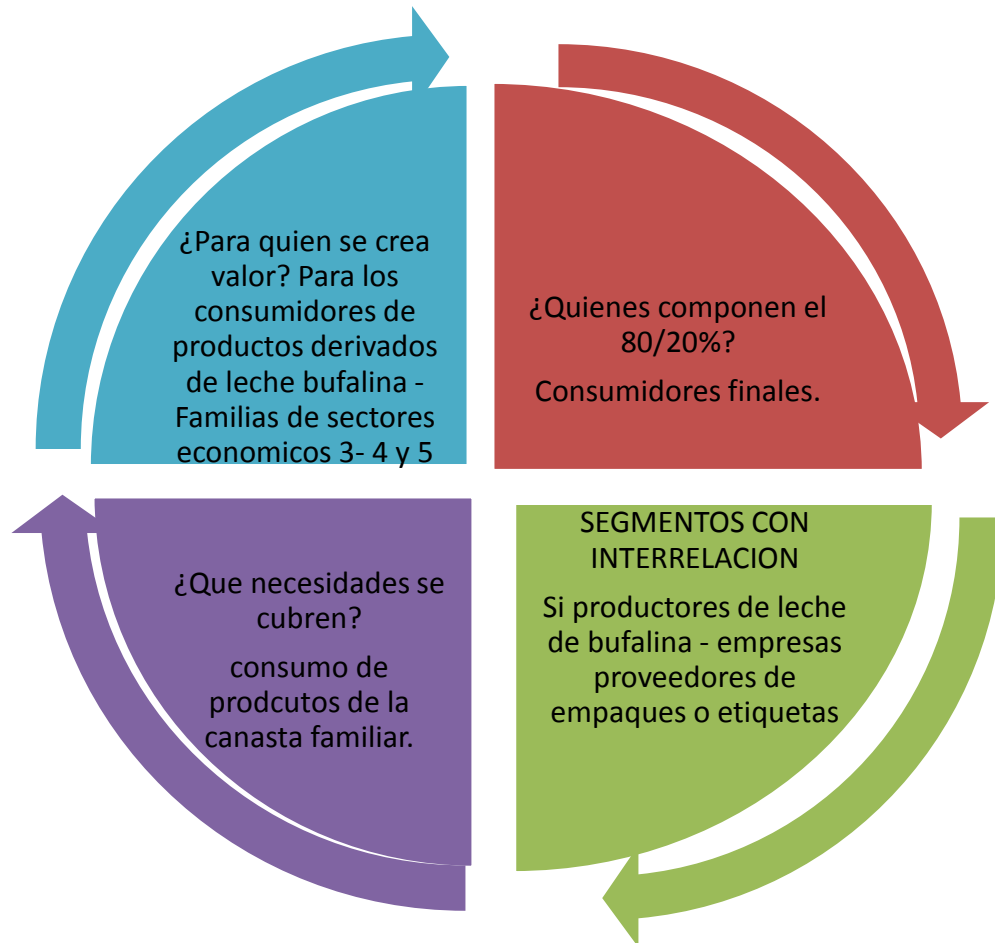 ¿Para quien se crea
valor? Para los
consumidores de
productos derivados
de leche bufalina -
Familias de sectores
economicos 3- 4 y 5
¿Quienes componen el
80/20%?
Consumidores finales.
¿Que necesidades se
cubren?
consumo de
prodcutos de la
canasta familiar.
SEGMENTOS CON
INTERRELACION
Si productores de leche
de bufalina - empresas
proveedores de
empaques o etiquetas